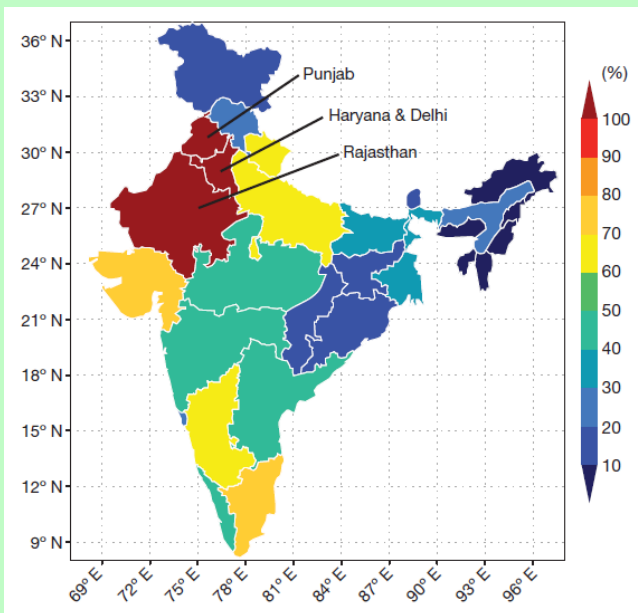 36° N
33° N
30° N
27° N
24° N
21° N
18° N
15° N
12° N
9° N
Punjab
Haryana & Delhi
Rajasthan
69° E
72° E
75° E
78° E
81° E
84° E
87° E
90° E
93° E
96° E
(%)
100
90
80
70
60
50
40
30
20
10